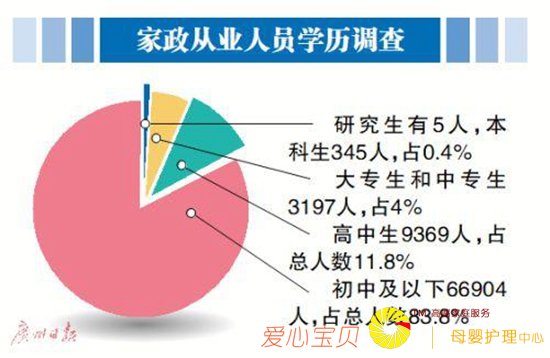 家政从业人员学历调查
研究生有5人，本
科生345人，占0.4%
大专生和中专生
3197人，占4%
高中生9369人，占
总人数11.8%
初中及以下66904
人，占总人数83.8%
广州日报
爱心宝贝
家庭服务
母婴护理中心